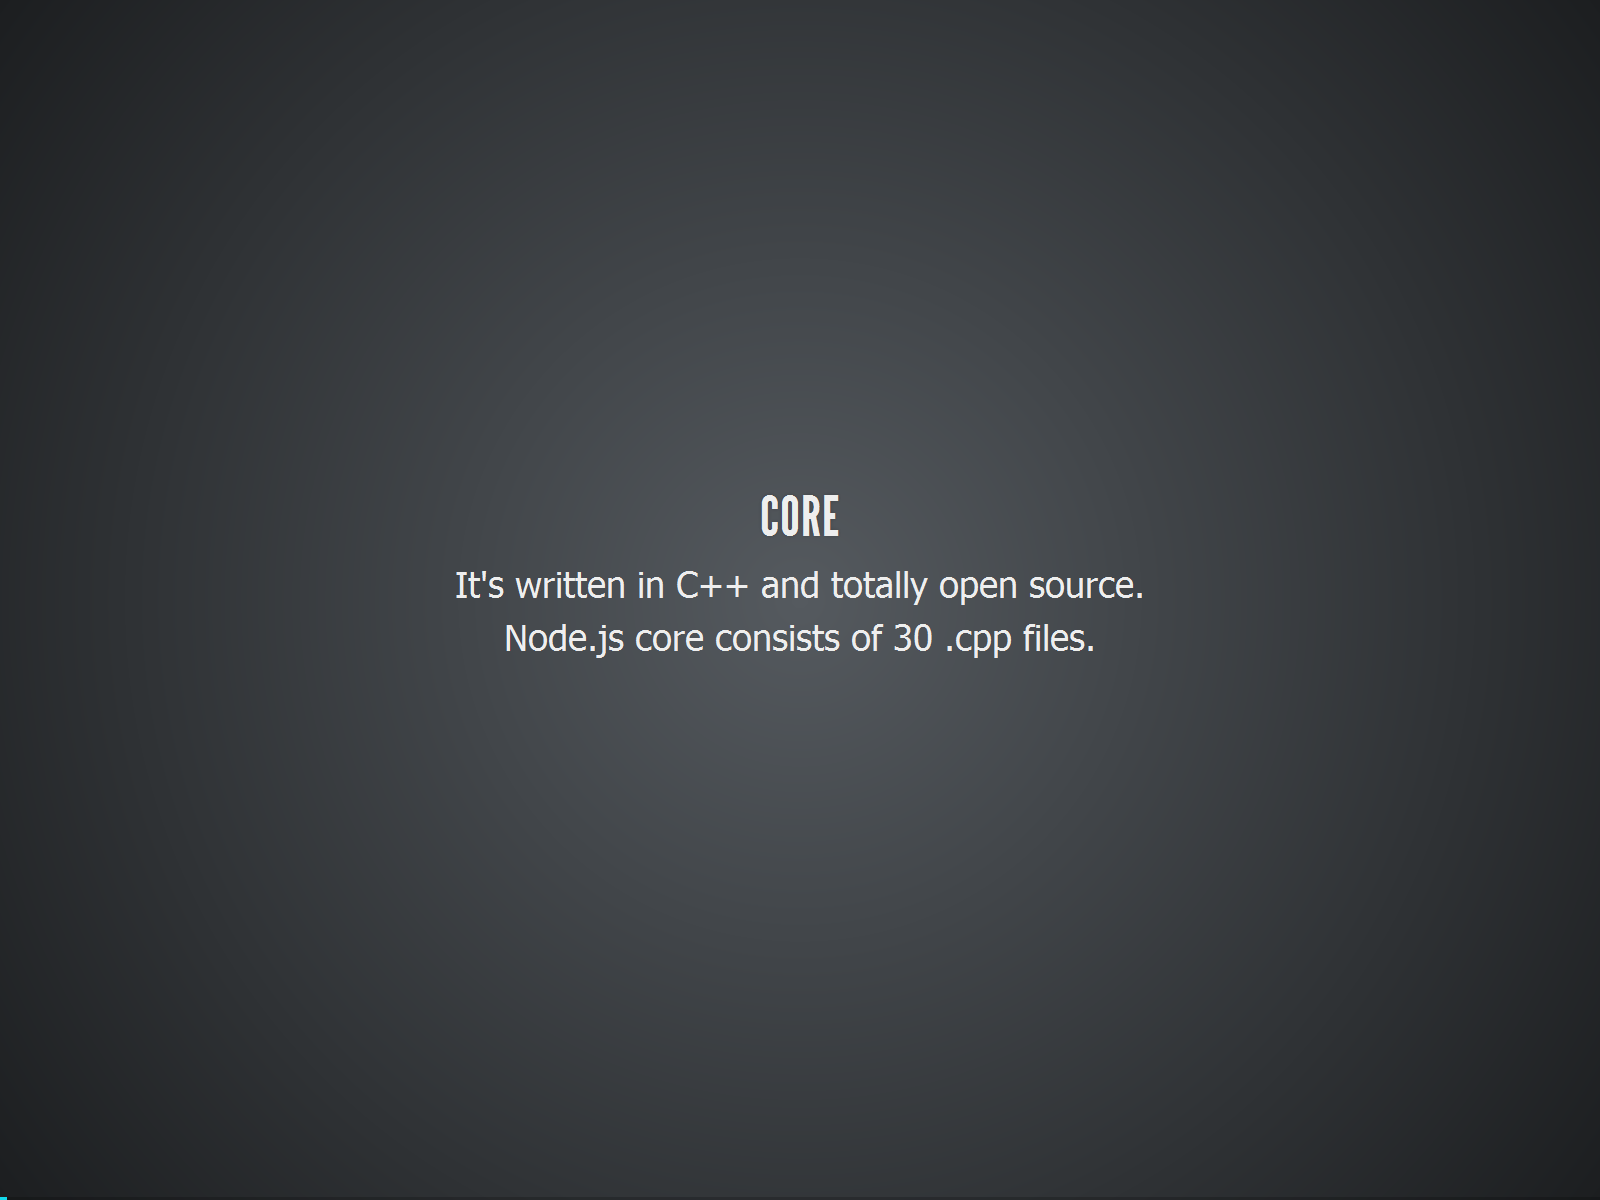 CORE
It's written in C++ and totally open source.
Node.js core consists of 30 .cpp files.